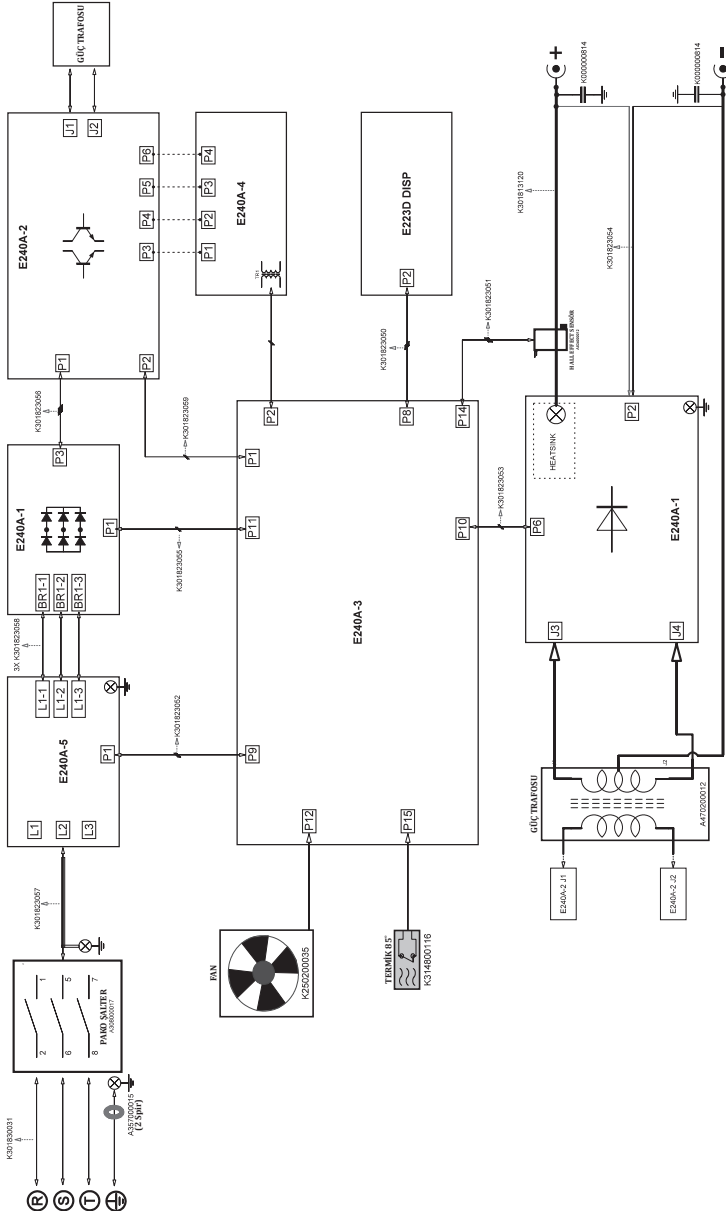 R
S
T
K301830031
A357000015
(2 Spir)
PAKO ŞALTER
A308000017
2
1
6
5
8
7
K301823057
E240A-5
L1
L2
L3
L1-1
L1-2
L1-3
P1
3X K301823058
K301823052
E240A-1
BR1-1
BR1-2
BR1-3
P1
P3
K301823056
K301823055
K301823059
E240A-2
P1
P2
P3
P4
P5
P6
J1
J2
GÜÇ TRAFOSU
E240A-4
P1
P2
P3
P4
TR1
E240A-3
P9
P11
P1
P2
P8
P14
P10
P12
P15
FAN
K250200035
TERMİK 85°
K314800116
E223D DISP
P2
K301823050
K301823051
K301823053
HALL EFFECT SENSÖR
E240A-1
HEATSINK
P2
P6
J3
J4
K301813120
K301823054
+
K000000814
-
K000000814
GÜÇ TRAFOSU
A470200012
J2
E240A-2 J1
E240A-2 J2